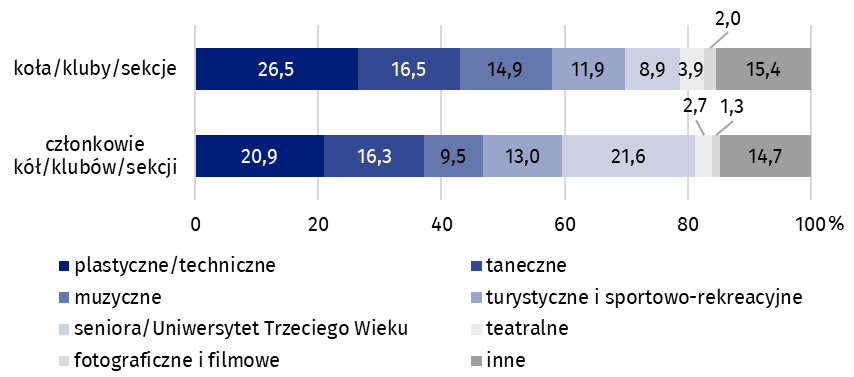 2,0
koła/kluby/sekcje 26,5 16,5 14,9 11,9 8,9 3,9 15,4
2,7 1,3
członkowie
kół/klubów/sekcji 20,9 16,3 9,5 13,0 21,6 14,7
0 20 40 60 80 100%
plastyczne/techniczne taneczne
muzyczne turystyczne i sportowo-rekreacyjne
seniora/Uniwersytet Trzeciego Wieku teatralne
fotograficzne i filmowe inne